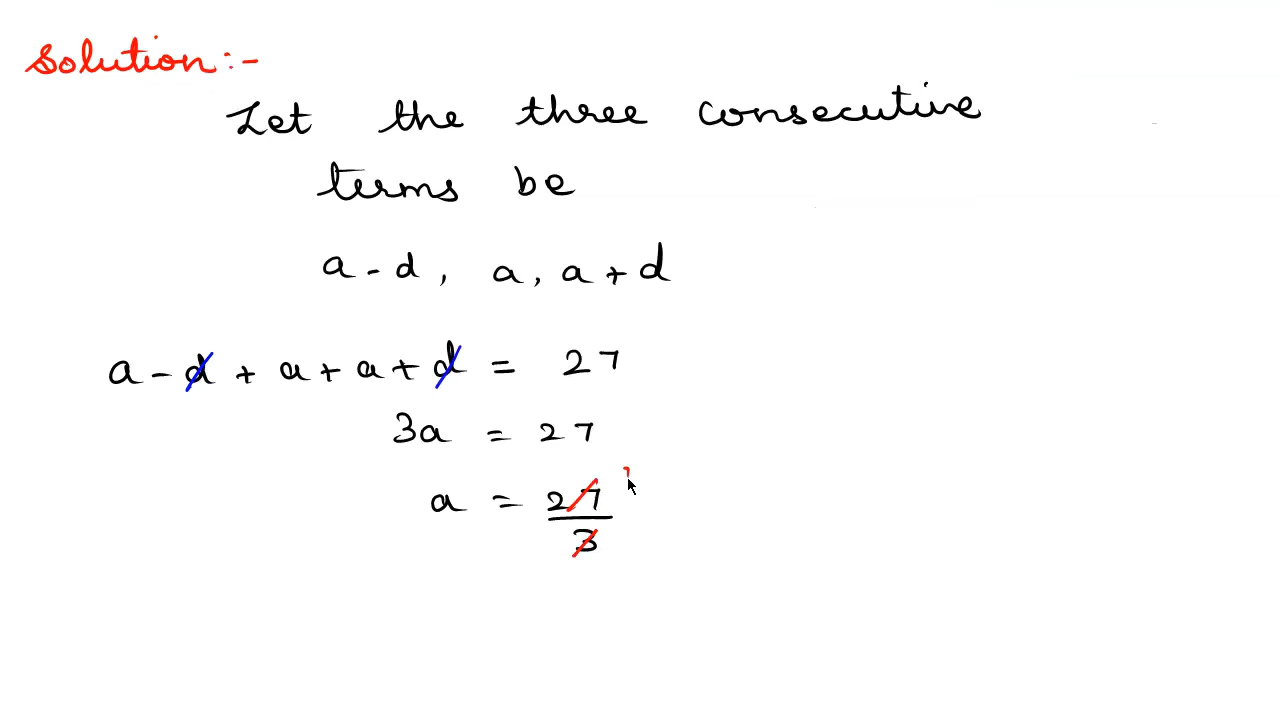 Solution:-
Let the three consecutive
terms be
a - d, a, a + d
a - d + a + a + d = 27
3a = 27
a = 27
3